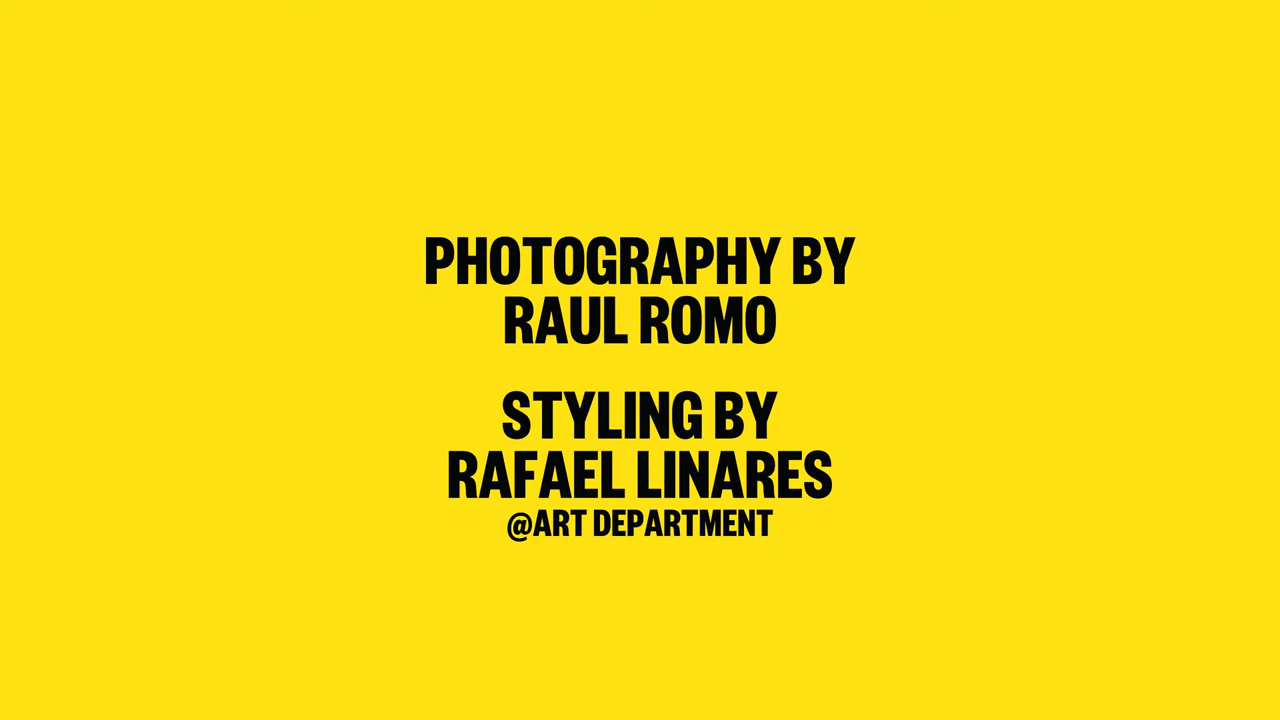 PHOTOGRAPHY BY
RAUL ROMO
STYLING BY
RAFAEL LINARES
@ART DEPARTMENT